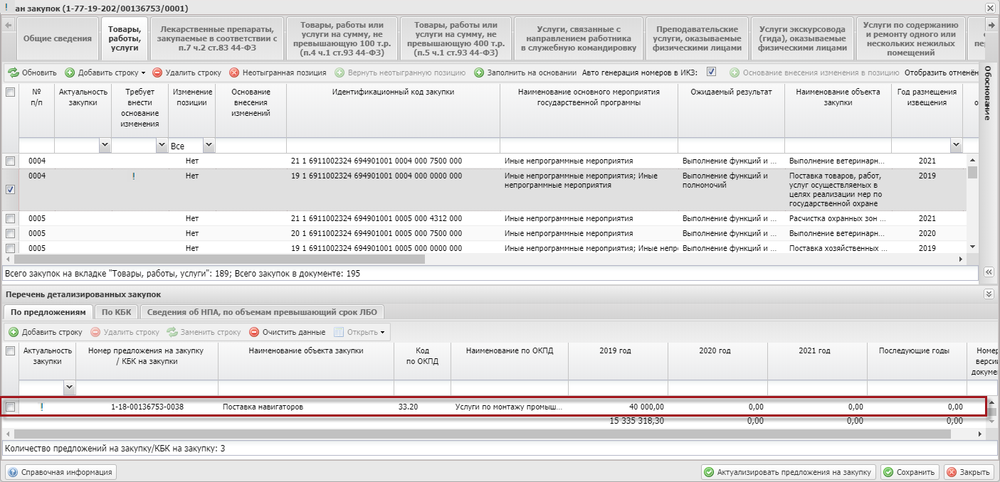 ан закупок (1-77-19-202/00136753/0001)
Общие сведения
Товары,
работы,
услуги
Лекарственные препараты,
закупаемые в соответствии с
п.7 ч.2 ст.83 44-ФЗ
Товары, работы или
услуги на сумму, не
превышающую 100 т.р.
(п.4 ч.1 ст.93 44-ФЗ)
Товары, работы или
услуги на сумму, не
превышающую 400 т.р.
(п.5 ч.1 ст.93 44-ФЗ)
Услуги, связанные с
направлением работника
в служебную командировку
Преподавательские
услуги, оказываемые
физическими лицами
Услуги экскурсовода
(гида), оказываемые
физическими лицами
Услуги по содержанию
и ремонту одного или
нескольких нежилых
помещений
Обновить Добавить строку Удалить строку Неотыгранная позиция Вернуть неотыгранную позицию Заполнить на основании Авто генерация номеров в ИКЗ: Основание внесения изменения в позицию Отобразить отменён
Обоснование
№
п/п
Актуальность
закупки
Требует
внести
основание
изменения
Изменение
позиции
Основание
внесения
изменений
Идентификационный код закупки
Наименование основного мероприятия
государственной программы
Ожидаемый результат
Наименование объекта
закупки
Год размещения
извещения
Все
0004 Нет 21 1 6911002324 694901001 0004 000 7500 000 Иные непрограммные мероприятия Выполнение функций и ... Выполнение ветеринарн... 2021
0004 ! Нет 19 1 6911002324 694901001 0004 000 0000 000 Иные непрограммные мероприятия; Иные Выполнение функций и Поставка товаров, работ, 2019
непрограммные мероприятия полномочий услуг осуществляемых в
целях реализации мер по
государственной охране
0005 Нет 21 1 6911002324 694901001 0005 000 4312 000 Иные непрограммные мероприятия Выполнение функций и ... Расчистка охранных зон ... 2021
0005 Нет 20 1 6911002324 694901001 0005 000 7500 000 Иные непрограммные мероприятия Выполнение функций и ... Выполнение ветеринарн... 2020
0005 Нет 19 1 6911002324 694901001 0005 000 0000 000 Иные непрограммные мероприятия; Иные непро Выполнение функций и ... Поставка хозяйственных ... 2019
Всего закупок на вкладке "Товары, работы, услуги": 189; Всего закупок в документе: 195
Перечень детализированных закупок
По предложениям По КБК Сведения об НПА, по объемам превышающий срок ЛБО
Добавить строку Удалить строку Заменить строку Очистить данные Открыть
Актуальность
закупки
Номер предложения на закупку
/ КБК на закупки
Наименование объекта закупки
Код
по ОКПД
Наименование по ОКПД
2019 год
2020 год
2021 год
Последующие годы
Номер
верси
докуме
! 1-18-00136753-0038 Поставка навигаторов 33.20 Услуги по монтажу промыш... 40 000,00 0,00 0,00 0,00
15 335 318,30 0,00 0,00 0,00
Количество предложений на закупку/КБК на закупку: 3
Справочная информация Актуализировать предложения на закупку Сохранить Закрыть